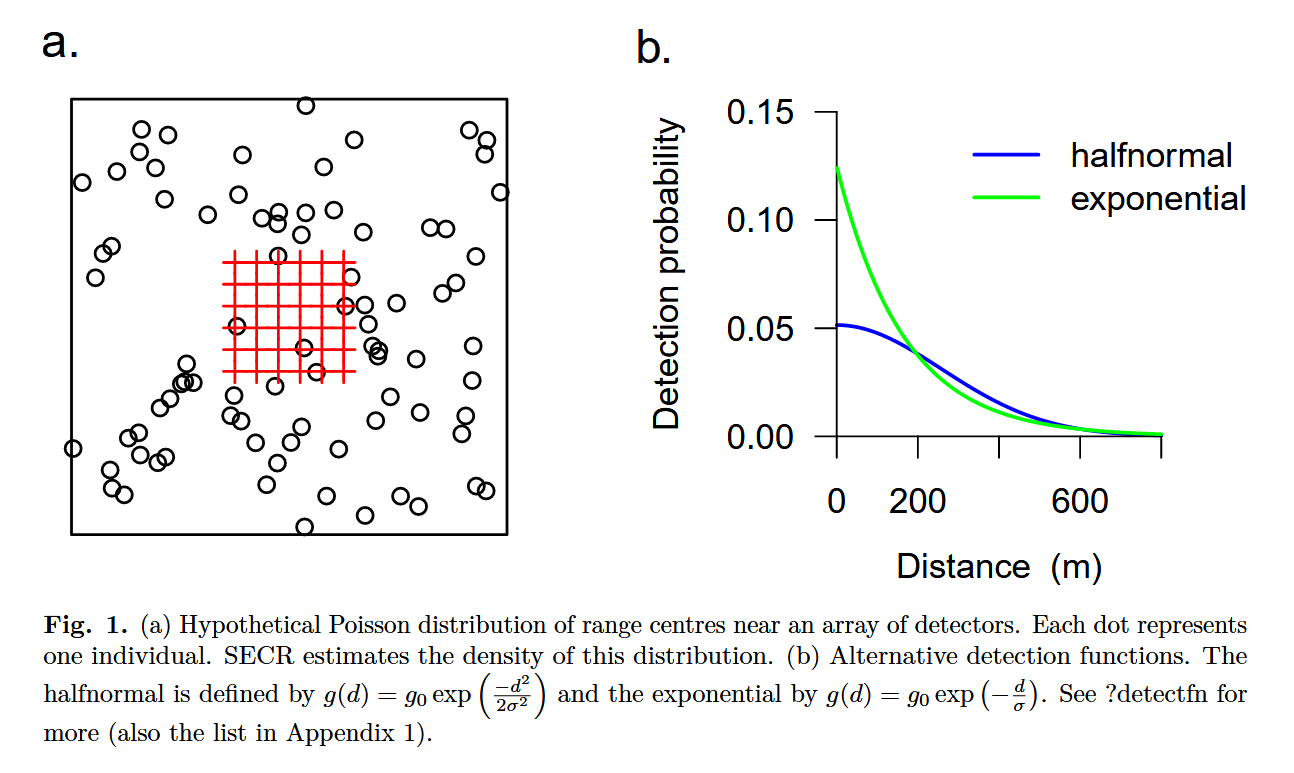 a.
b.
0.15
0.10
0.05
0.00
Detection probability
halfnormal
exponential
0 200 600
Distance (m)
Fig. 1. (a) Hypothetical Poisson distribution of range centres near an array of detectors. Each dot represents
one individual. SECR estimates the density of this distribution. (b) Alternative detection functions. The
halfnormal is defined by g(d) = g₀ exp (−d²/2σ²) and the exponential by g(d) = g₀ exp (−d/σ). See ?detectfn for
more (also the list in Appendix 1).